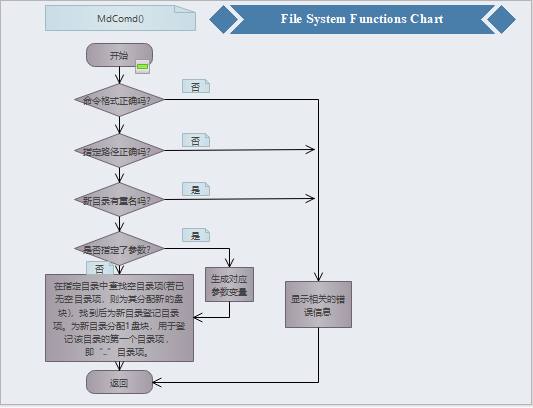 MdComd()
File System Functions Chart
开始
否
命令格式正确吗?
否
指定路径正确吗?
是
新目录有重名吗?
是
是否指定了参数?
否
生成对应
参数变量
在指定目录中查找空目录项(若已
无空目录项，则为其分配新的盘
块)，找到后为新目录登记目录
项。为新目录分配1盘块，用于登
记该目录的第一个目录项，
即“..”目录项。
显示相关的错
误信息
返回